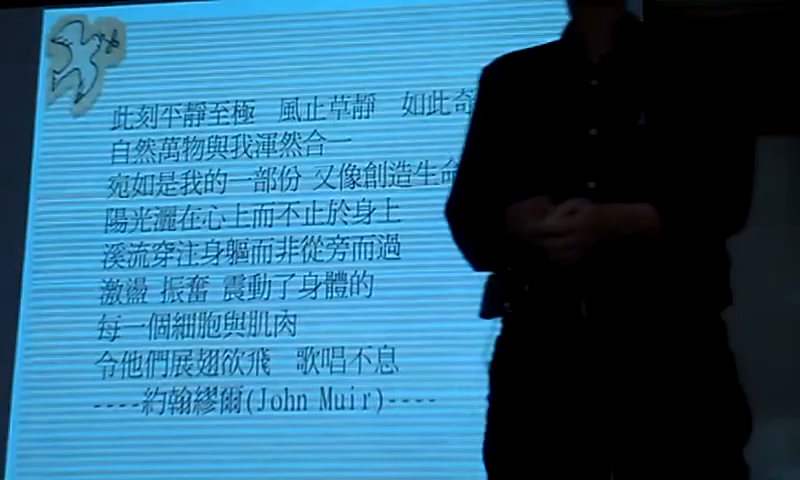 此刻平靜至極 風止草靜 如此奇
自然萬物與我渾然合一
宛如是我的一部份 又像創造生命
陽光灑在心上而不止於身上
溪流穿注身軀而非從旁而過
激盪 振奮 震動了身體的
每一個細胞與肌肉
令他們展翅欲飛 歌唱不息
----約翰繆爾(John Muir)----